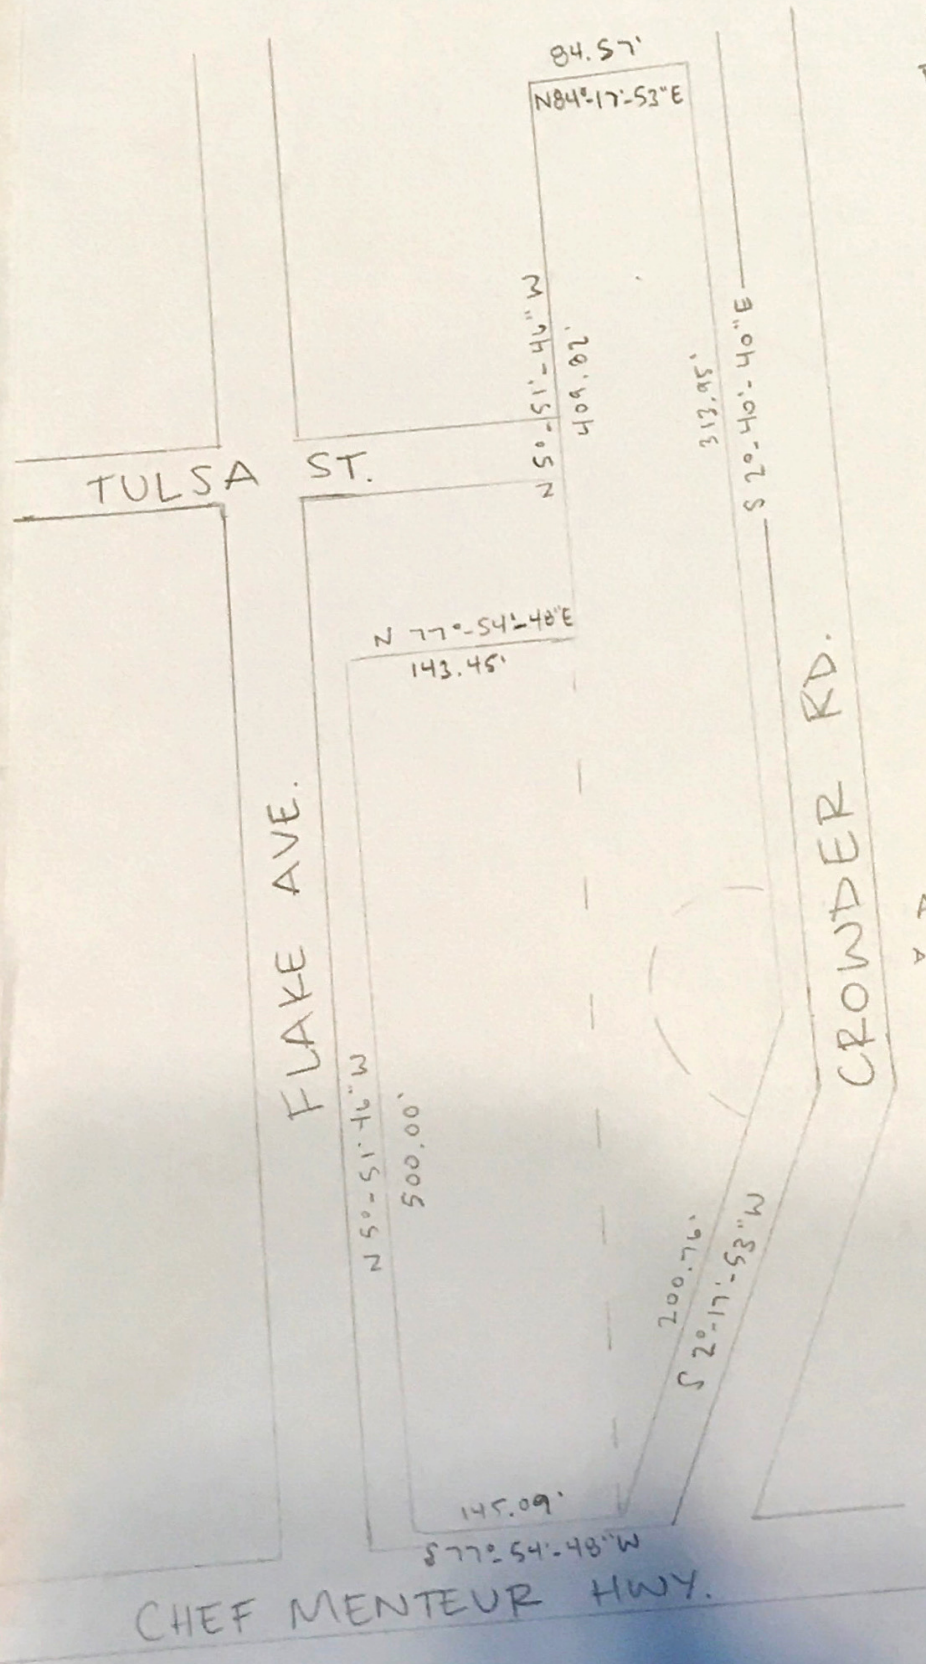 84.57'
N84°-17'-53"E
N 5°-51'-46" W
409.82'
313.95'
S 2°-40'-40" E
TULSA ST.
N 77°-54'-48"E
143.45'
FLAKE AVE.
CROWDER RD.
N 5°-51'-46" W
500.00'
200.76'
S 2°-17'-53" W
145.09'
S77°-54'-48"W
CHEF MENTEUR HWY.